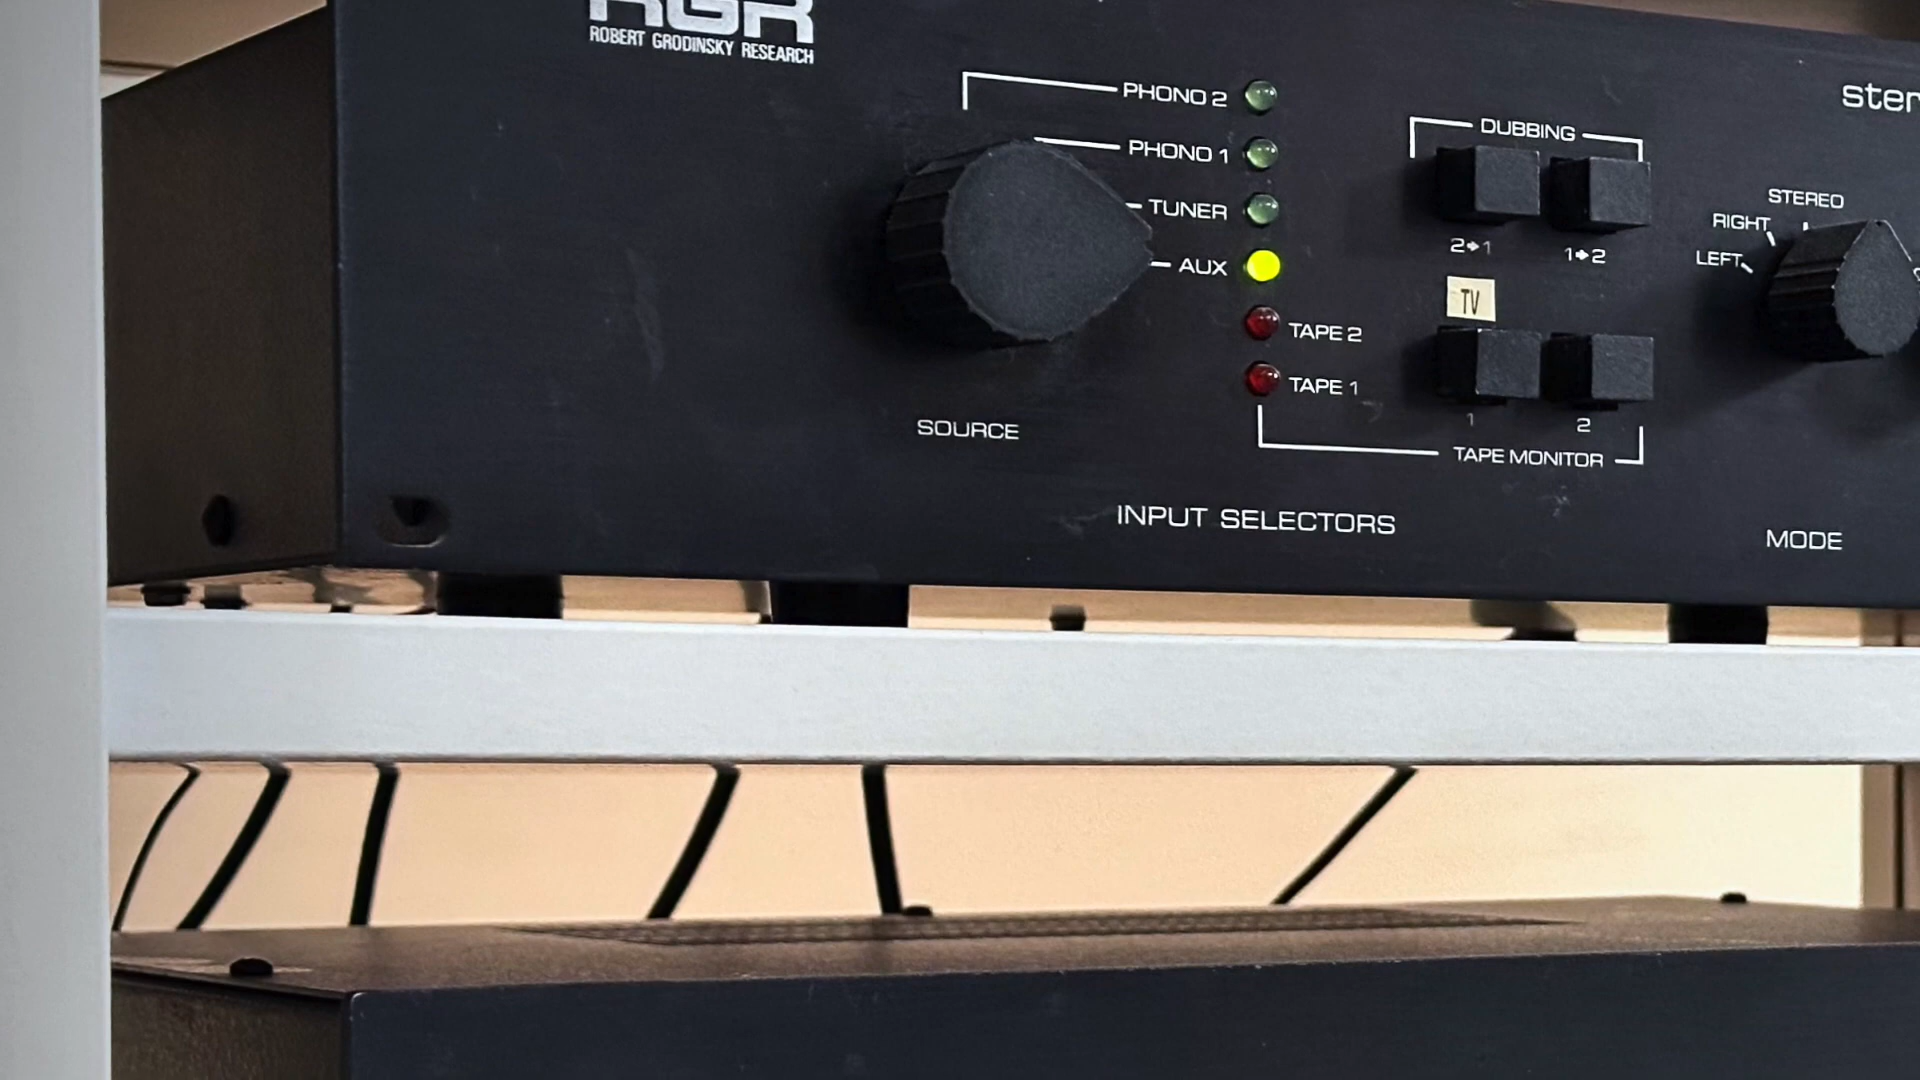 RGR
ROBERT GRODINSKY RESEARCH
PHONO 2
PHONO 1
TUNER
AUX
TAPE 2
TAPE 1
SOURCE
INPUT SELECTORS
DUBBING
2➧1
1➧2
TV
1
2
TAPE MONITOR
STEREO
RIGHT
LEFT
MODE